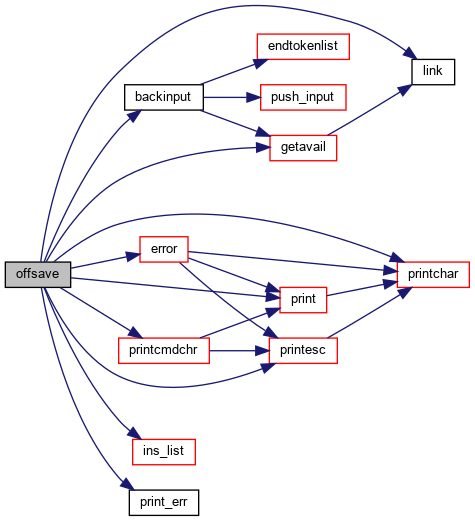 endtokenlist
link
backinput
push_input
getavail
error
offsave
printchar
print
printcmdchr
printesc
ins_list
print_err